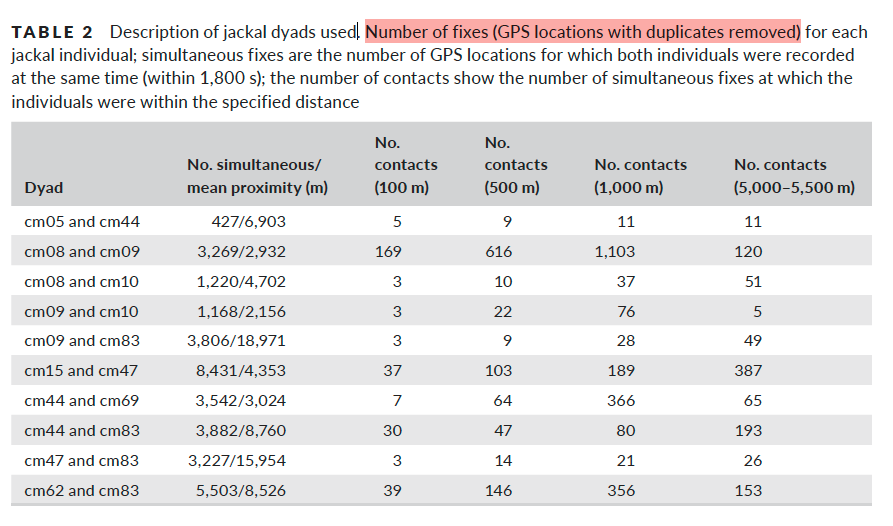 TABLE 2 Description of jackal dyads used. Number of fixes (GPS locations with duplicates removed) for each
jackal individual; simultaneous fixes are the number of GPS locations for which both individuals were recorded
at the same time (within 1,800 s); the number of contacts show the number of simultaneous fixes at which the
individuals were within the specified distance
Dyad No. simultaneous/ mean proximity (m) No. contacts (100 m) No. contacts (500 m) No. contacts (1,000 m) No. contacts (5,000–5,500 m)
cm05 and cm44 427/6,903 5 9 11 11
cm08 and cm09 3,269/2,932 169 616 1,103 120
cm08 and cm10 1,220/4,702 3 10 37 51
cm09 and cm10 1,168/2,156 3 22 76 5
cm09 and cm83 3,806/18,971 3 9 28 49
cm15 and cm47 8,431/4,353 37 103 189 387
cm44 and cm69 3,542/3,024 7 64 366 65
cm44 and cm83 3,882/8,760 30 47 80 193
cm47 and cm83 3,227/15,954 3 14 21 26
cm62 and cm83 5,503/8,526 39 146 356 153